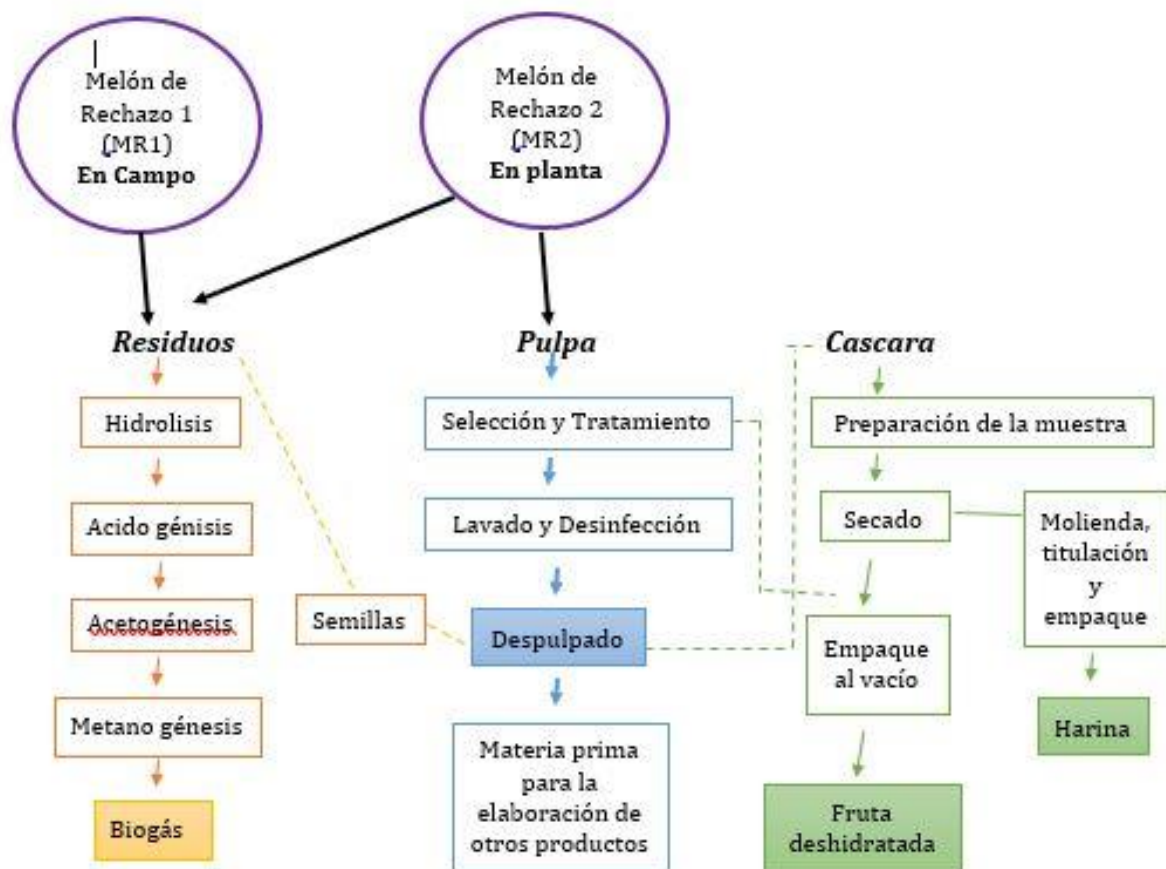 Melón de
Rechazo 1
(MR1)
En Campo
Melón de
Rechazo 2
(MR2)
En planta
Residuos
Hidrolisis
Acido génisis
Acetogénesis
Metano génesis
Biogás
Semillas
Pulpa
Selección y Tratamiento
Lavado y Desinfección
Despulpado
Materia prima
para la
elaboración de
otros productos
Cascara
Preparación de la muestra
Secado
Empaque
al vacío
Fruta
deshidratada
Molienda,
titulación
y
empaque
Harina